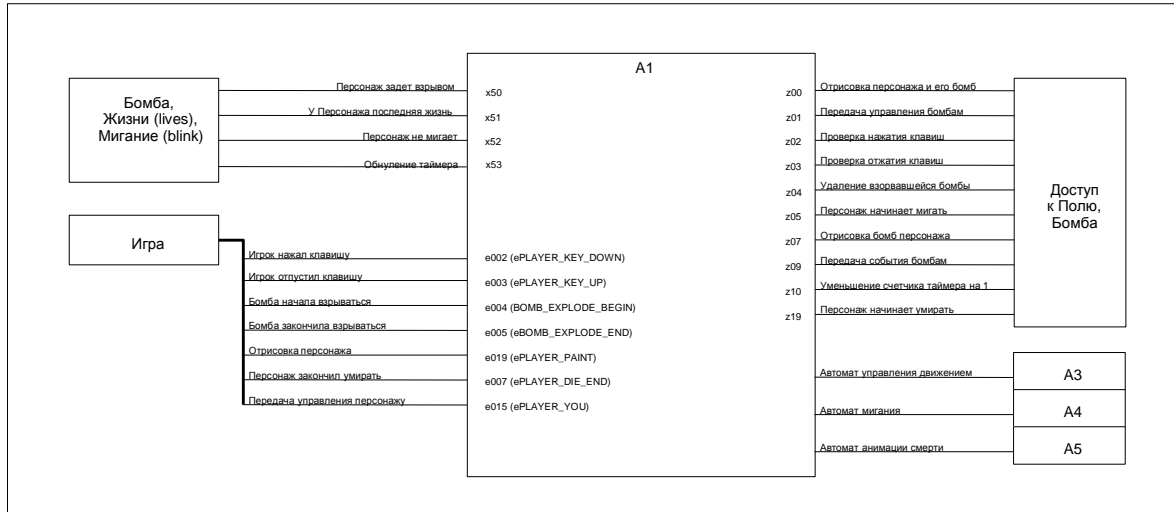 A1
Бомба,
Жизни (lives),
Мигание (blink)
Персонаж задет взрывом
x50
У Персонажа последняя жизнь
x51
Персонаж не мигает
x52
Обнуление таймера
x53
Игра
Игрок нажал клавишу
e002 (ePLAYER_KEY_DOWN)
Игрок отпустил клавишу
e003 (ePLAYER_KEY_UP)
Бомба начала взрываться
e004 (BOMB_EXPLODE_BEGIN)
Бомба закончила взрываться
e005 (eBOMB_EXPLODE_END)
Отрисовка персонажа
e019 (ePLAYER_PAINT)
Персонаж закончил умирать
e007 (ePLAYER_DIE_END)
Передача управления персонажу
e015 (ePLAYER_YOU)
z00
Отрисовка персонажа и его бомб
z01
Передача управления бомбам
z02
Проверка нажатия клавиш
z03
Проверка отжатия клавиш
z04
Удаление взорвавшейся бомбы
z05
Персонаж начинает мигать
z07
Отрисовка бомб персонажа
z09
Передача события бомбам
z10
Уменьшение счетчика таймера на 1
z19
Персонаж начинает умирать
Доступ
к Полю,
Бомба
Автомат управления движением
A3
Автомат мигания
A4
Автомат анимации смерти
A5